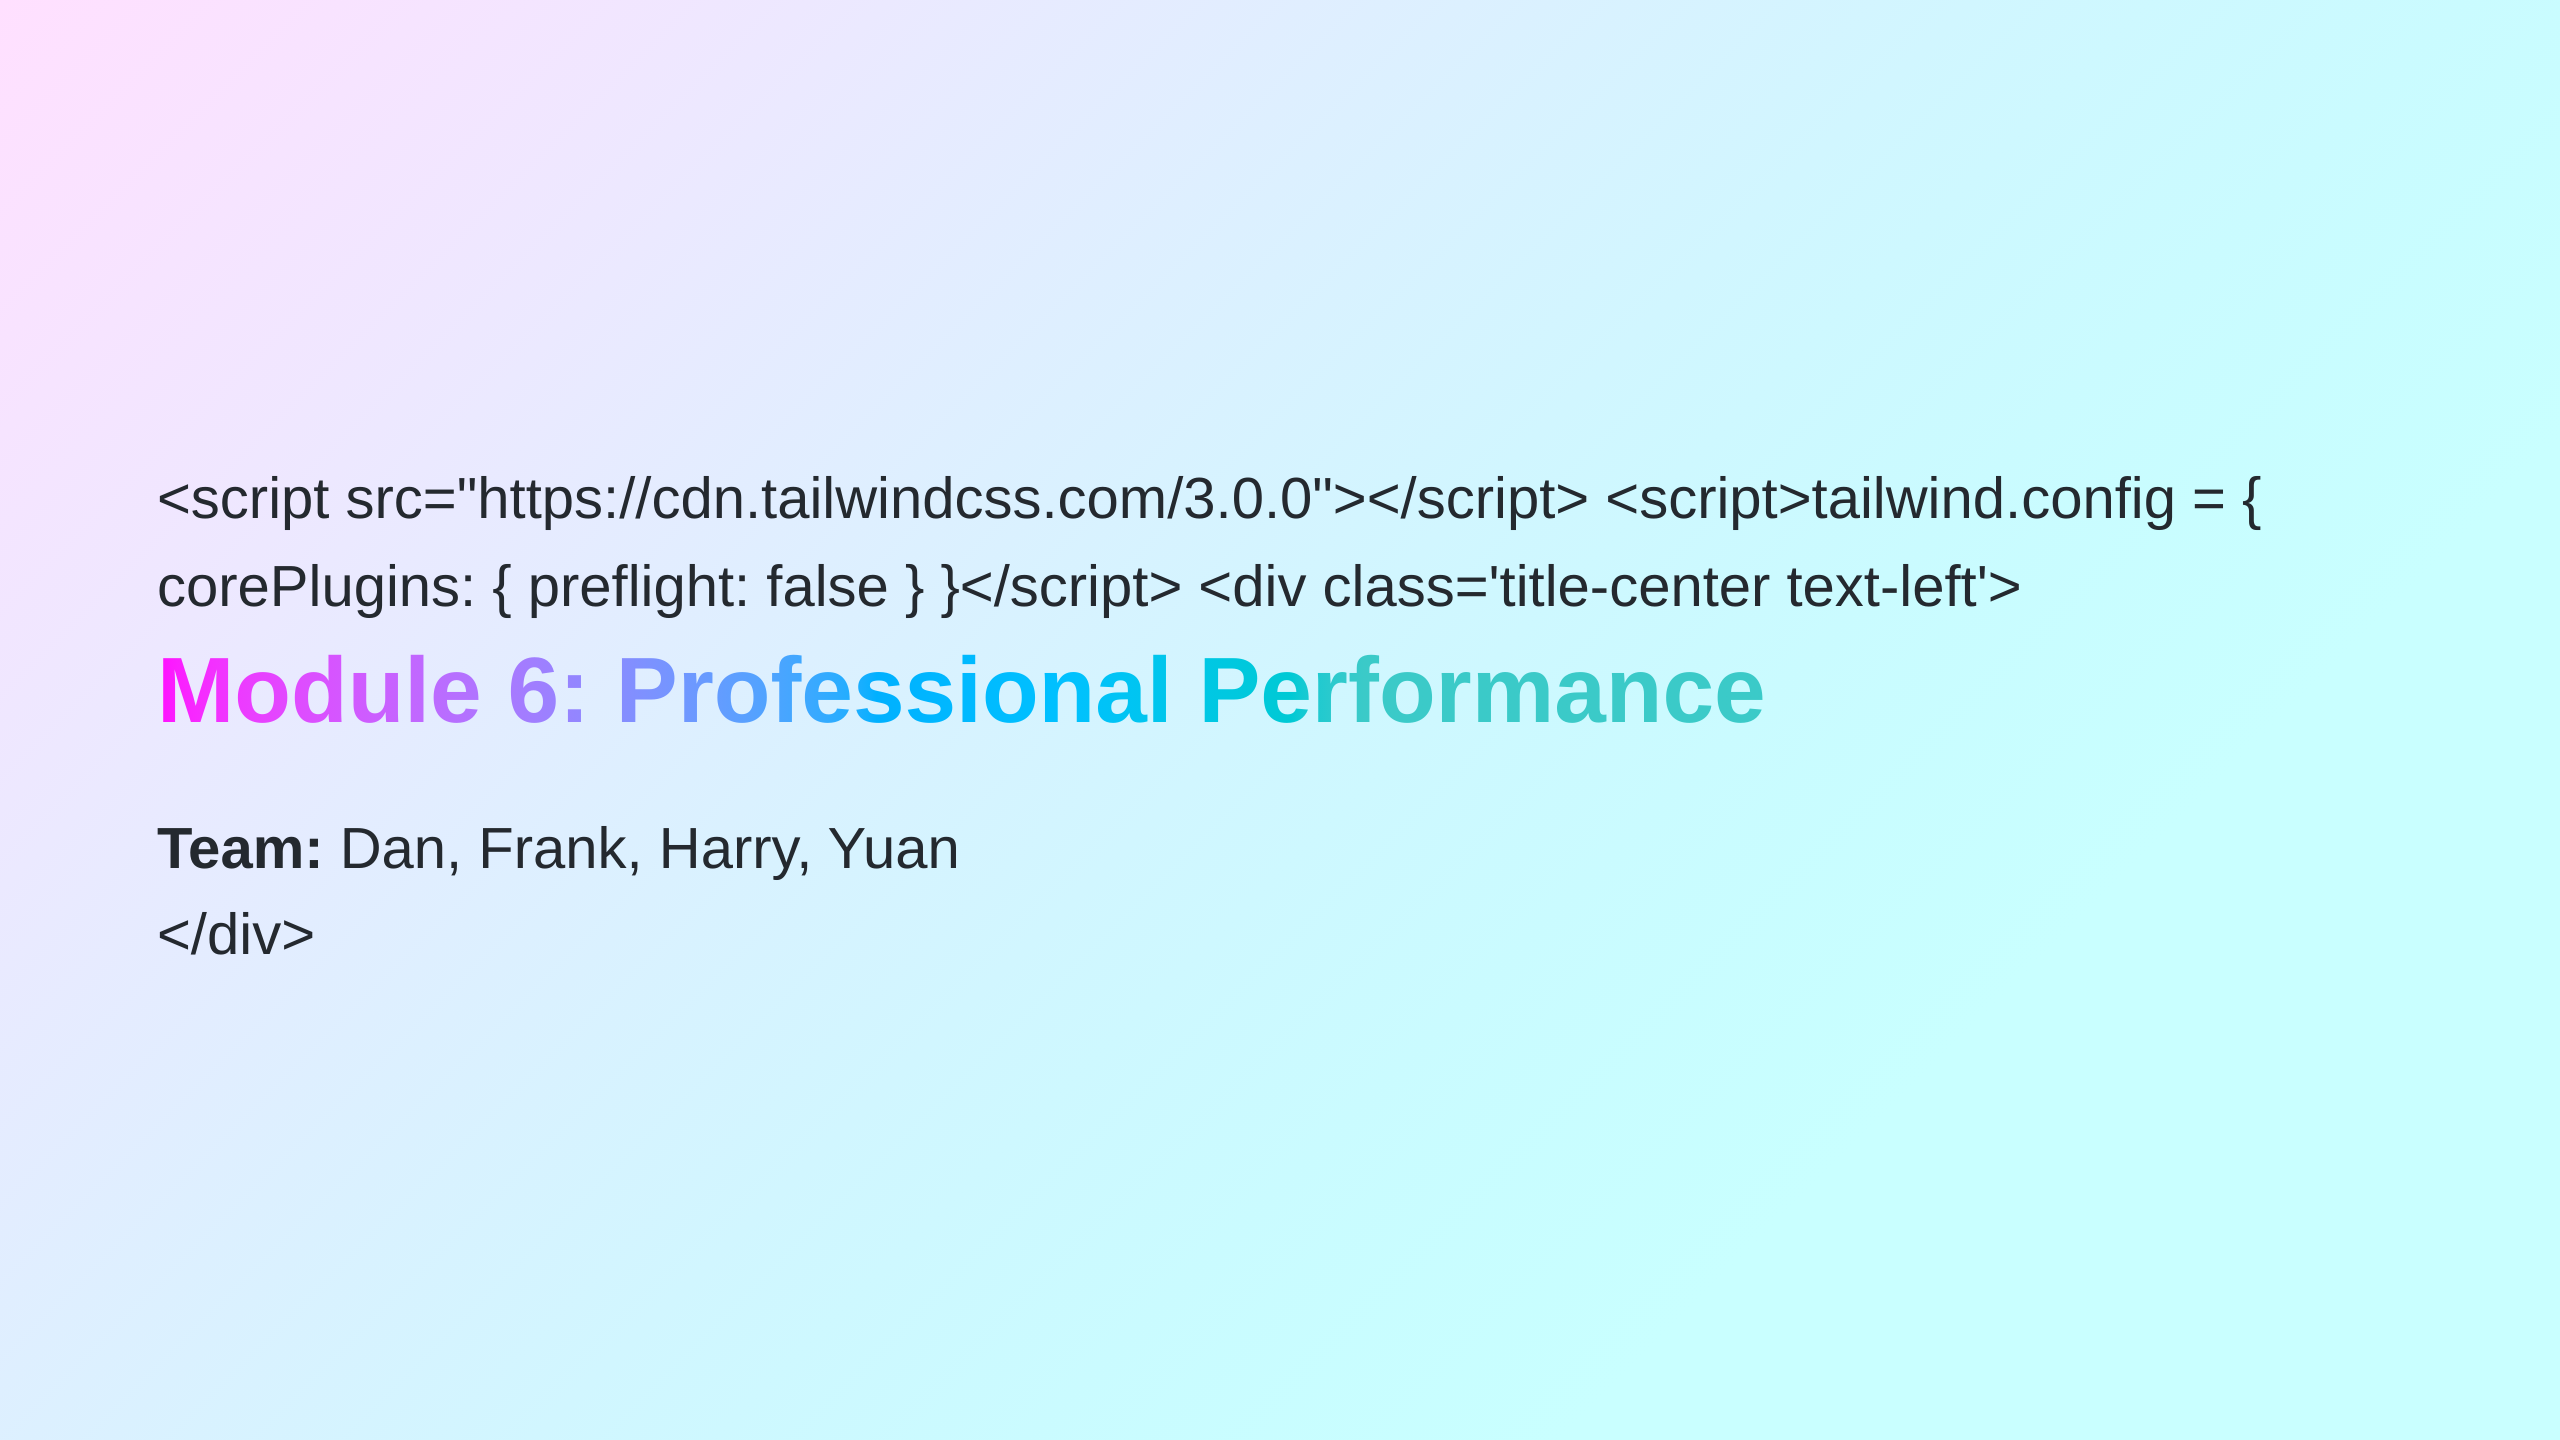 <script src="https://cdn.tailwindcss.com/3.0.0"></script> <script>tailwind.config = {
corePlugins: { preflight: false } }</script> <div class='title-center text-left'>
Module 6: Professional Performance
Team: Dan, Frank, Harry, Yuan
</div>